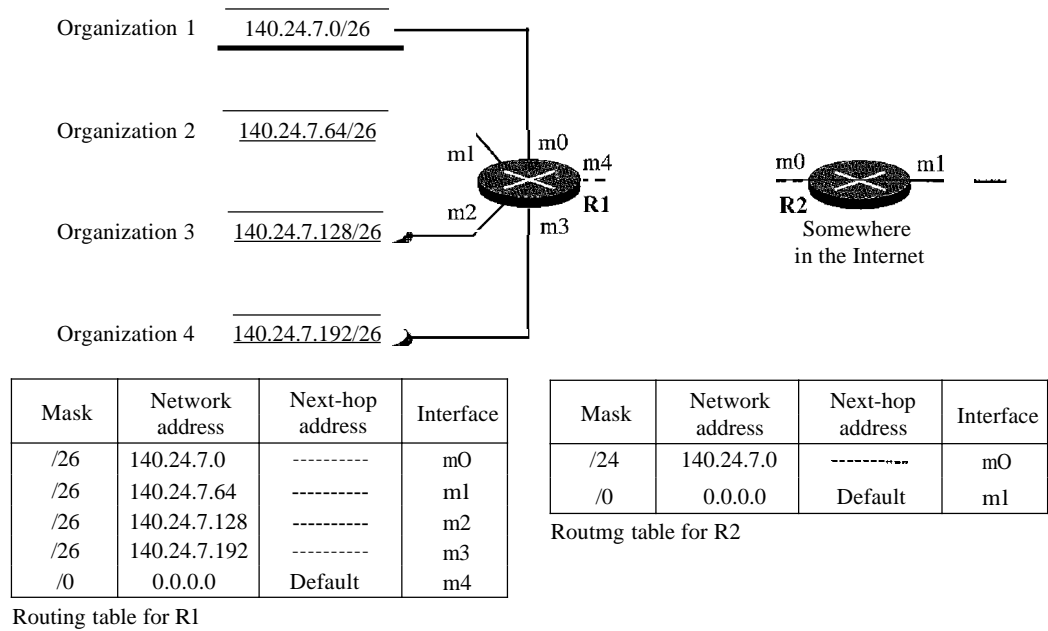 Organization 1 140.24.7.0/26
Organization 2 140.24.7.64/26
m1 m0 m4
m0 m1
m2 R1
R2
Organization 3 140.24.7.128/26
m3
Somewhere
in the Internet
Organization 4 140.24.7.192/26
Mask Network address Next-hop address Interface
/26 140.24.7.0 ---------- mO
/26 140.24.7.64 ---------- ml
/26 140.24.7.128 ---------- m2
/26 140.24.7.192 ---------- m3
/0 0.0.0.0 Default m4
Routing table for Rl
Mask Network address Next-hop address Interface
/24 140.24.7.0 ---------- mO
/0 0.0.0.0 Default ml
Routmg table for R2